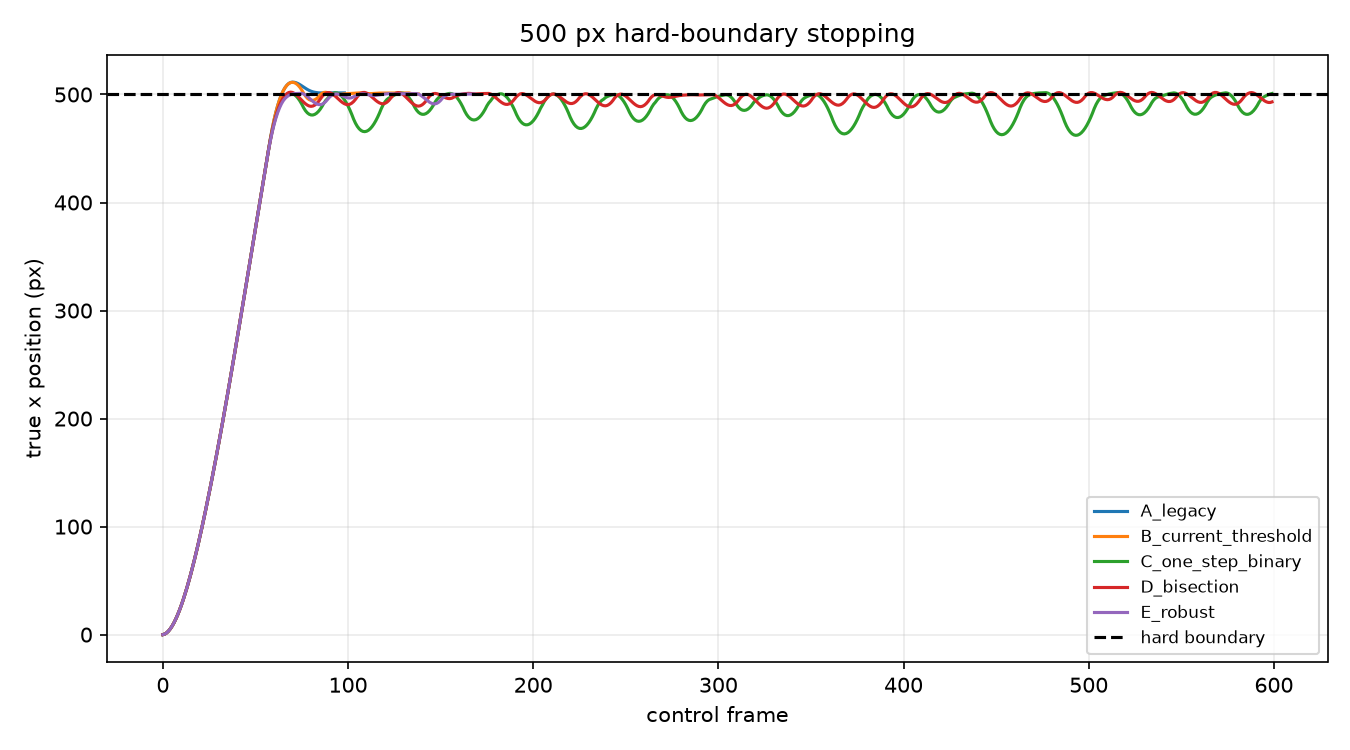 500 px hard-boundary stopping
true x position (px)
500
400
300
200
100
0
0 100 200 300 400 500 600
control frame
A_legacy
B_current_threshold
C_one_step_binary
D_bisection
E_robust
hard boundary